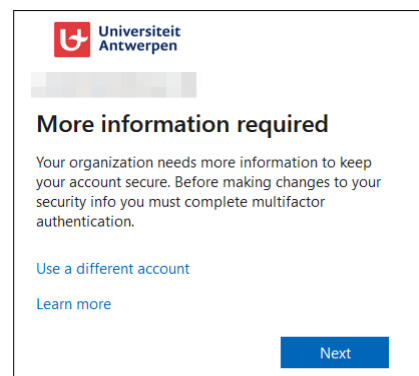 Universiteit
Antwerpen
More information required
Your organization needs more information to keep
your account secure. Before making changes to your
security info you must complete multifactor
authentication.
Use a different account
Learn more
Next